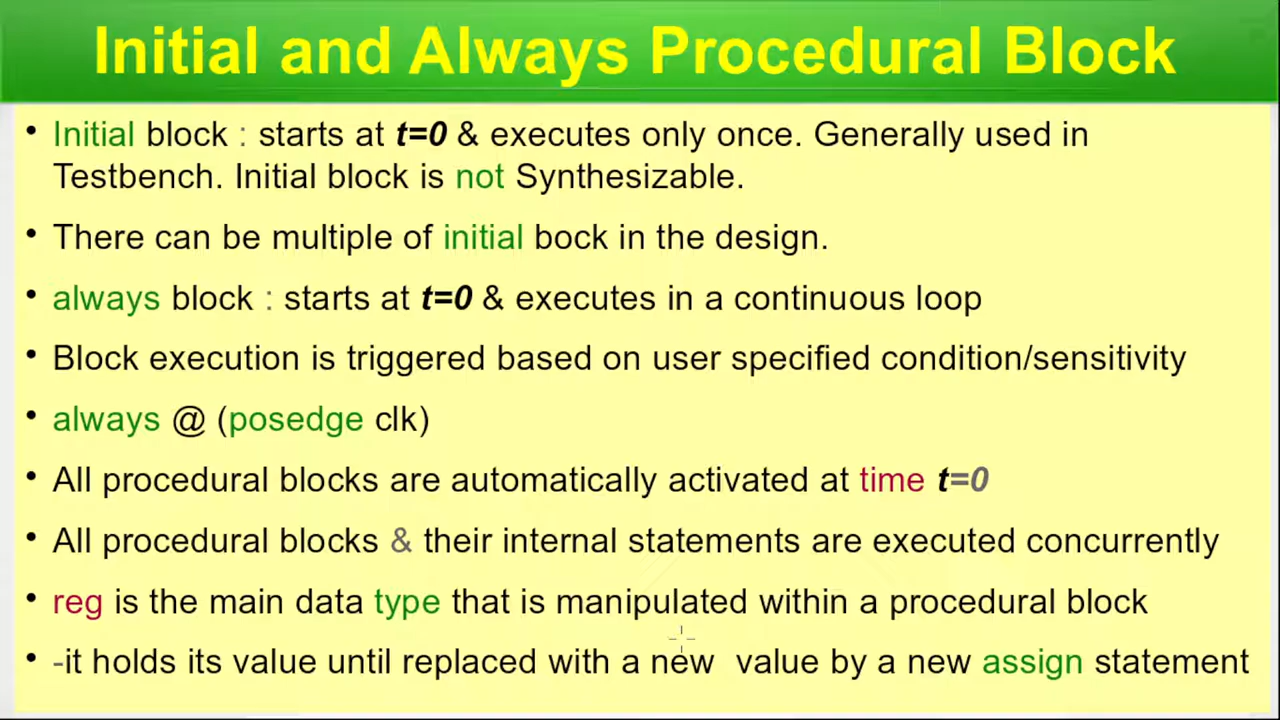 Initial and Always Procedural Block
• Initial block : starts at t=0 & executes only once. Generally used in
Testbench. Initial block is not Synthesizable.
• There can be multiple of initial bock in the design.
• always block : starts at t=0 & executes in a continuous loop
• Block execution is triggered based on user specified condition/sensitivity
• always @ (posedge clk)
• All procedural blocks are automatically activated at time t=0
• All procedural blocks & their internal statements are executed concurrently
• reg is the main data type that is manipulated within a procedural block
• -it holds its value until replaced with a new  value by a new assign statement